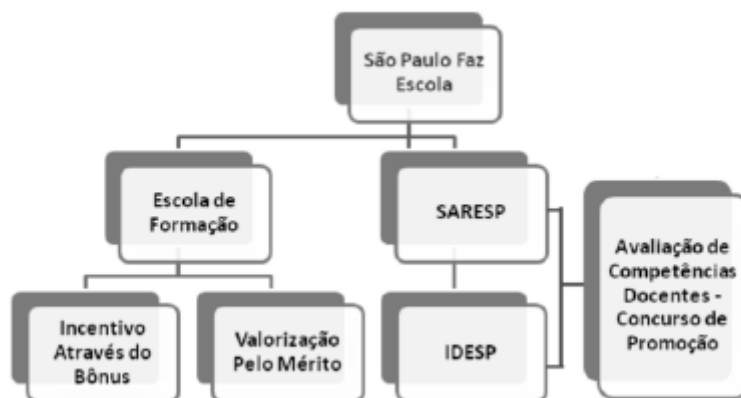 São Paulo Faz
Escola
Escola de
Formação
SARESP
Avaliação de
Competências
Docentes -
Concurso de
Promoção
Incentivo
Através do
Bônus
Valorização
Pelo Mérito
IDESP